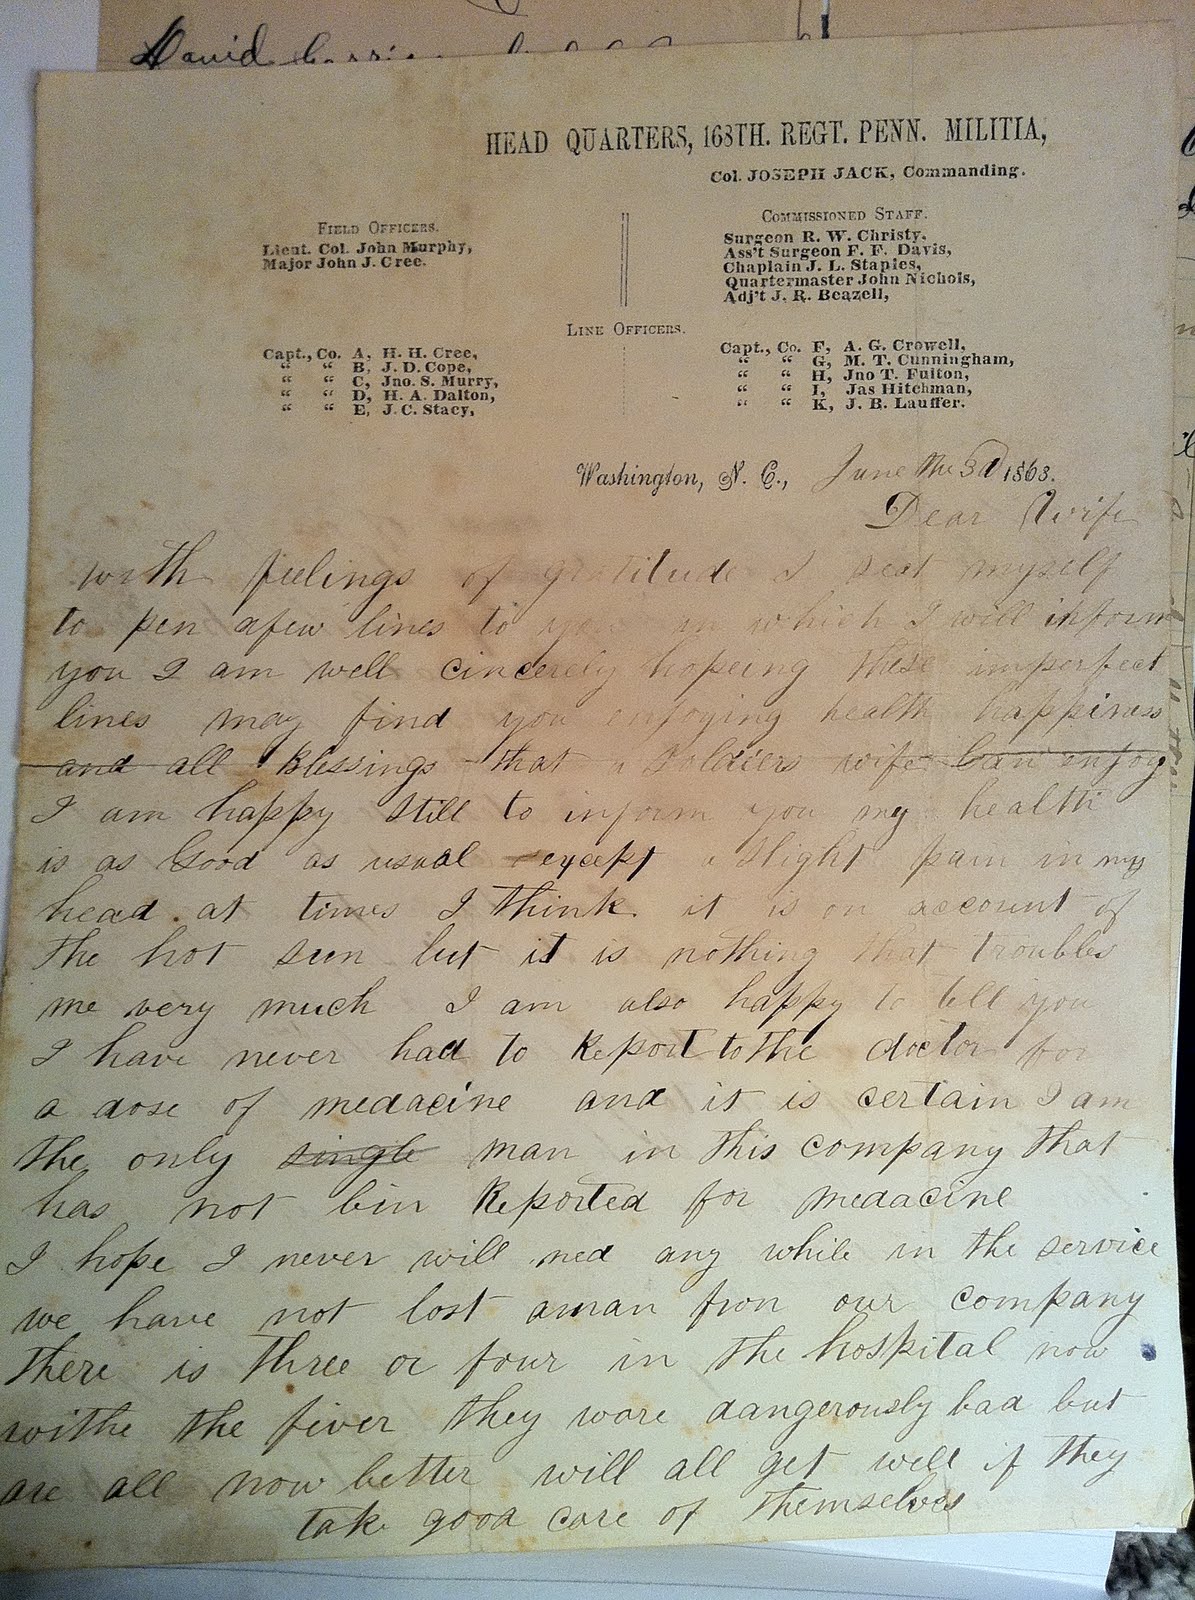 David
HEAD QUARTERS, 168TH. REGT. PENN. MILITIA,
Col. JOSEPH JACK, Commanding.
FIELD OFFICERS.
Lieut. Col. John Murphy,
Major John J. Cree.
COMMISSIONED STAFF.
Surgeon R. W. Christy.
Ass't Surgeon F. F. Davis,
Chaplain J. L. Staples,
Quartermaster John Nichols,
Adj't J. R. Beazell,
LINE OFFICERS.
Capt., Co. A, H. H. Cree,
“ “ B, J. D. Cope,
“ “ C, Jno. S. Murry,
“ “ D, H. A. Dalton,
“ “ E, J. C. Stacy,
Capt., Co. F, A. G. Crowell,
“ “ G, M. T. Cunningham,
“ “ H, Jno T. Fulton,
“ “ I, Jas Hitchman,
“ “ K, J. B. Lauffer.
Washington, N. C., June the 3d 1863.
Dear Wife
with feelings of gratitude I seat myself
to pen afew lines to you in which I will inform
you I am well cincerely hopeing these imperfect
lines may find you enjoying health happiness
and all Blessings that a soldiers wife Can enjoy
I am happy still to inform you my health
is as Good as usual except a slight pain in my
head at times I think it is on account of
the hot sun but it is nothing that troubles
me very much I am also happy to tell you
I have never had to Report to the doctor for
a dose of medacine and it is certain I am
the only single man in this company that
has not bin Reported for medacine
I hope I never will ned any while in the service
we have not lost aman fron our company
there is three or four in the hospital now
withe the fiver they ware dangerously bad but
are all now better will all get well if they
take good care of themselves